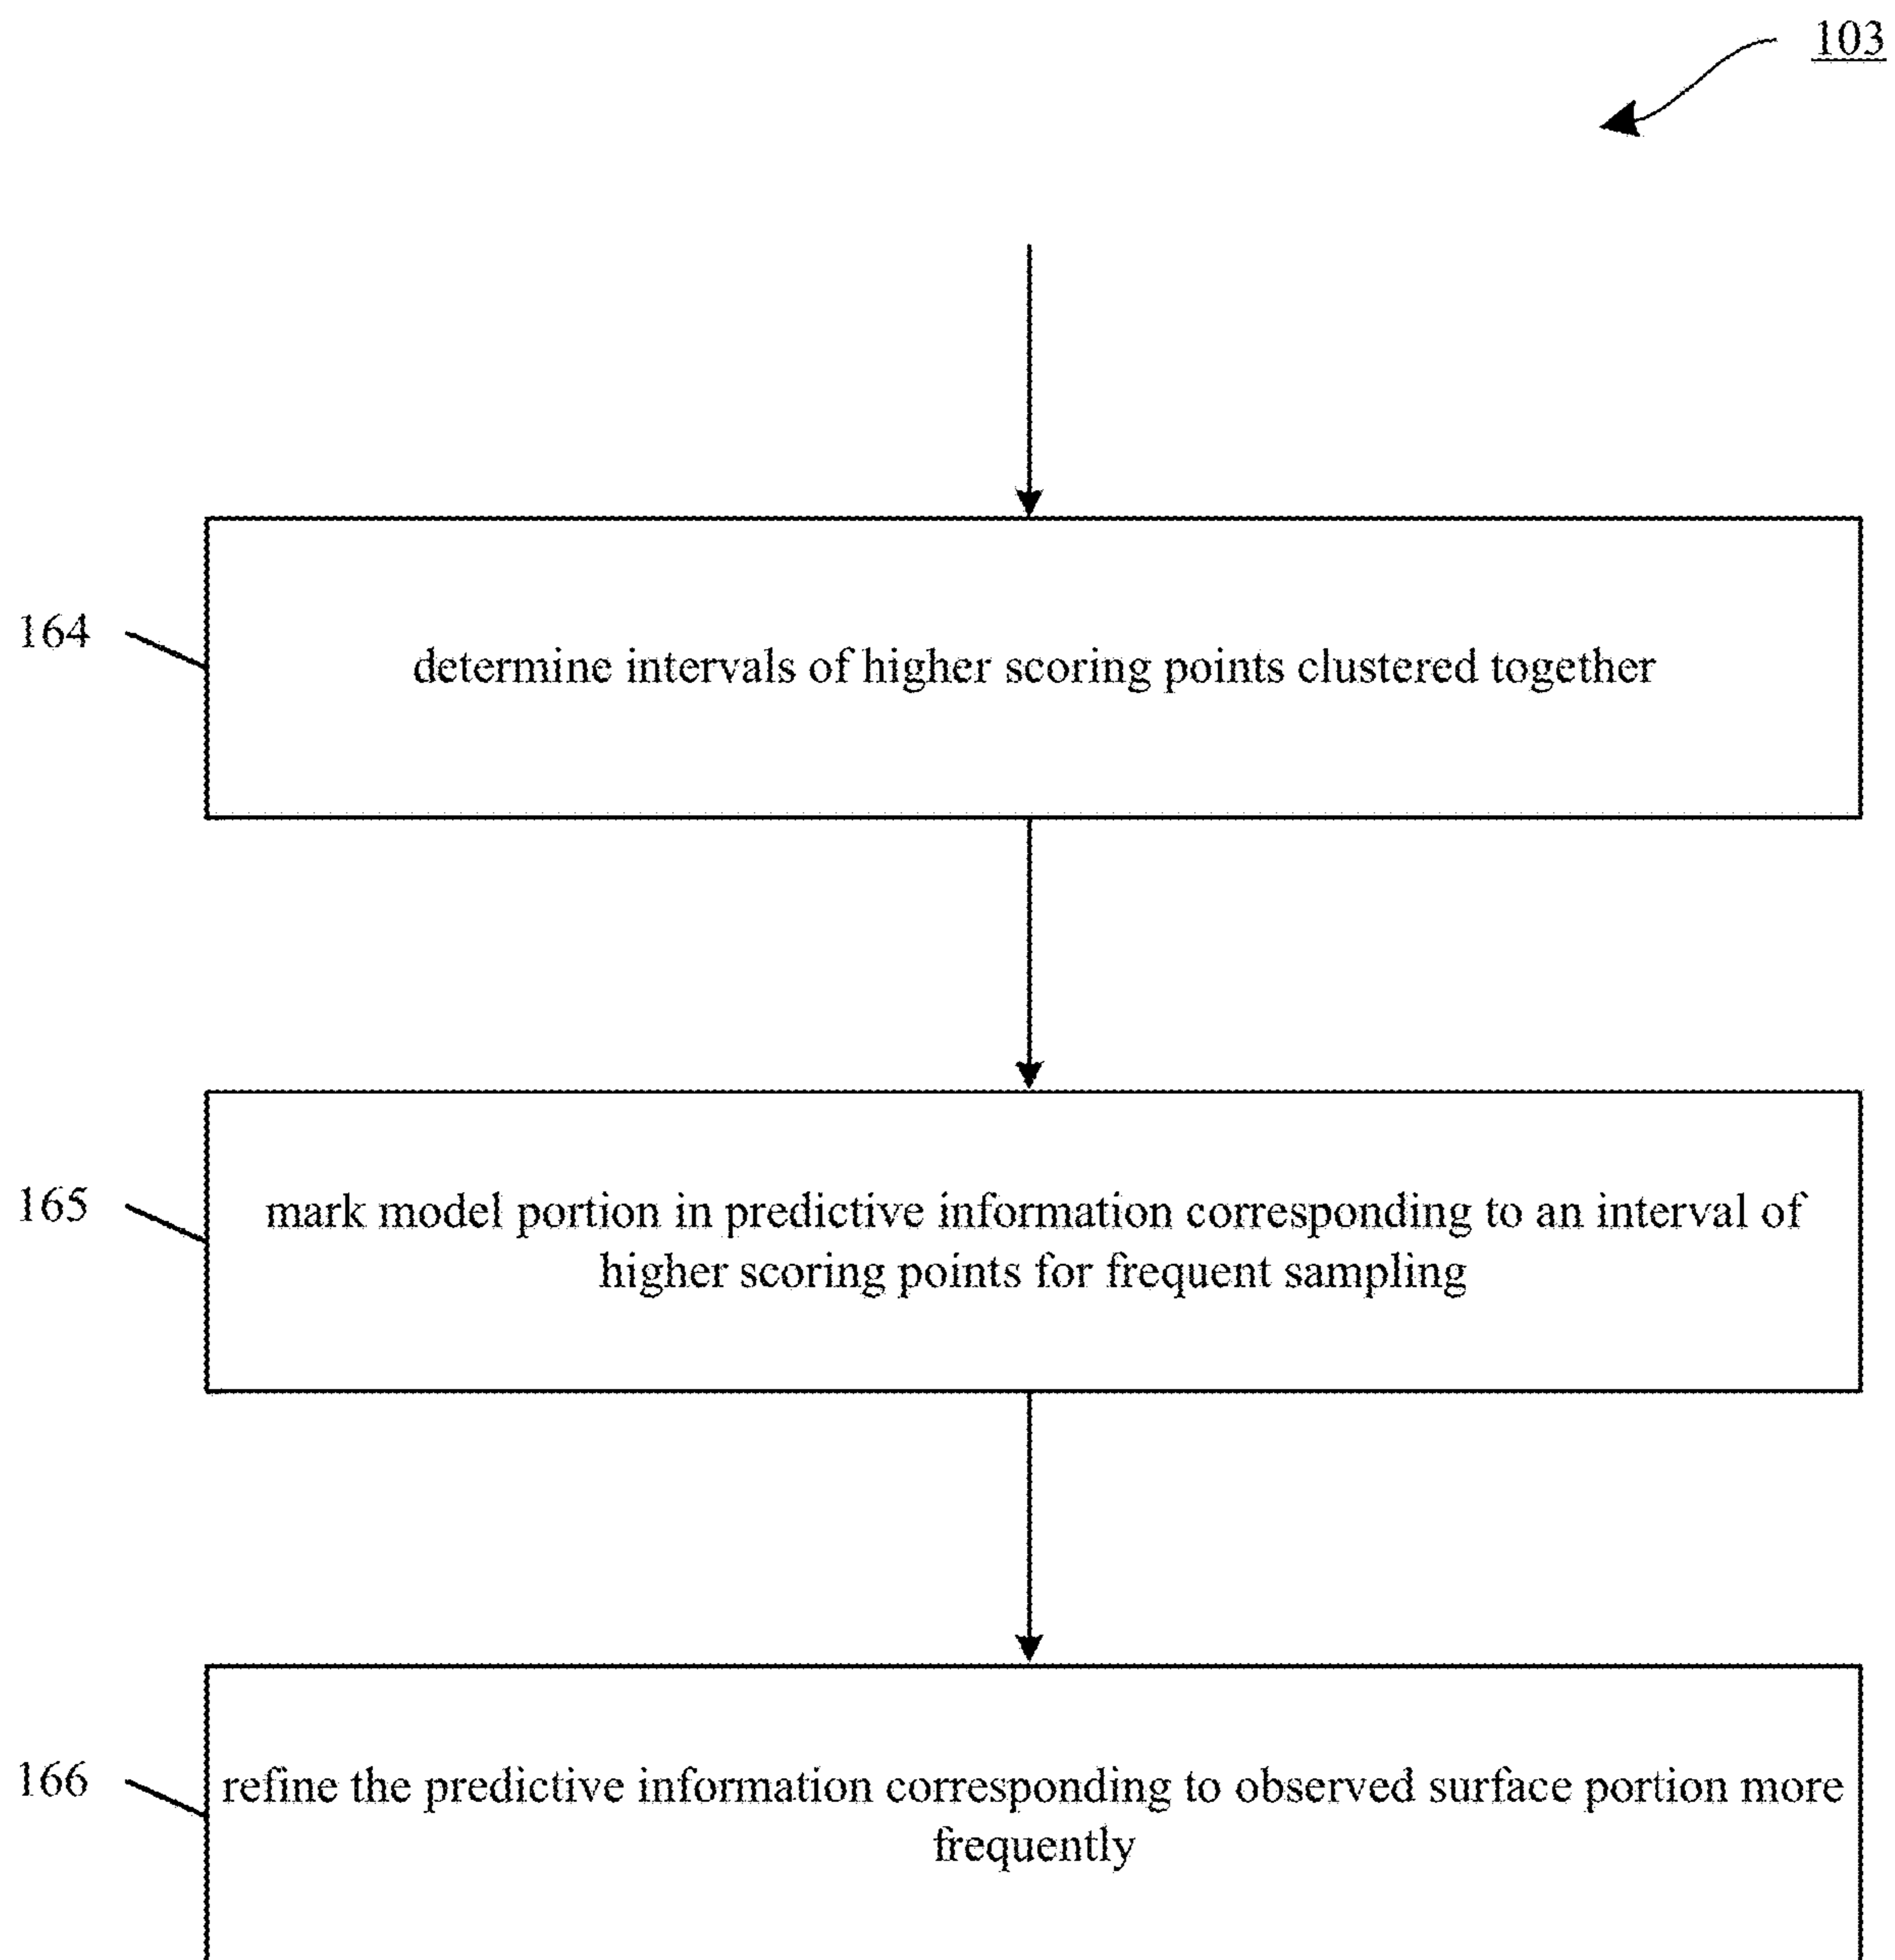 103
164
determine intervals of higher scoring points clustered together
165
mark model portion in predictive information corresponding to an interval of
higher scoring points for frequent sampling
166
refine the predictive information corresponding to observed surface portion more
frequently